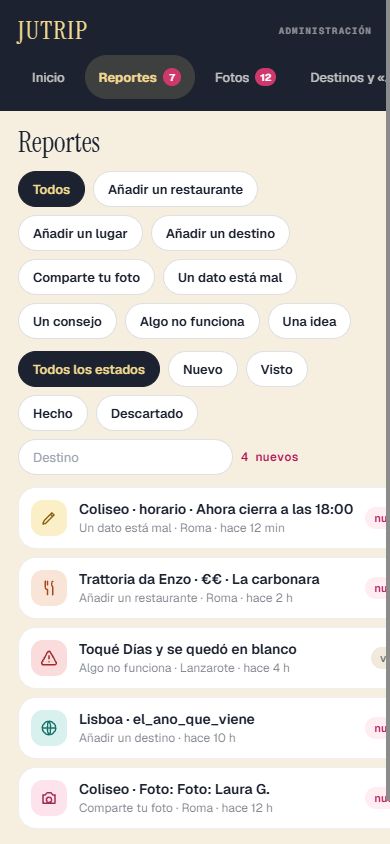 JUTRIP
ADMINISTRACIÓN
Inicio
Reportes 7
Fotos 12
Destinos y «
Reportes
Todos
Añadir un restaurante
Añadir un lugar
Añadir un destino
Comparte tu foto
Un dato está mal
Un consejo
Algo no funciona
Una idea
Todos los estados
Nuevo
Visto
Hecho
Descartado
Destino
4 nuevos
Coliseo · horario · Ahora cierra a las 18:00
Un dato está mal · Roma · hace 12 min
nu
Trattoria da Enzo · €€ · La carbonara
Añadir un restaurante · Roma · hace 2 h
nu
Toqué Días y se quedó en blanco
Algo no funciona · Lanzarote · hace 4 h
v
Lisboa · el_ano_que_viene
Añadir un destino · hace 10 h
nu
Coliseo · Foto: Foto: Laura G.
Comparte tu foto · Roma · hace 12 h
nu